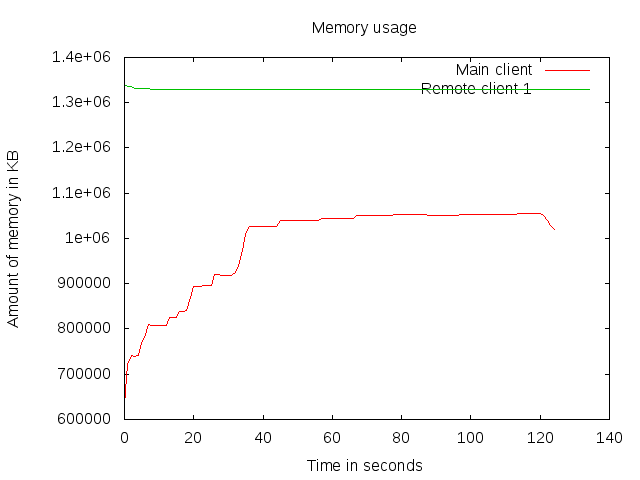 Memory usage
1.4e+06
1.3e+06
1.2e+06
1.1e+06
1e+06
900000
800000
700000
600000
Amount of memory in KB
Main client
Remote client 1
0 20 40 60 80 100 120 140
Time in seconds